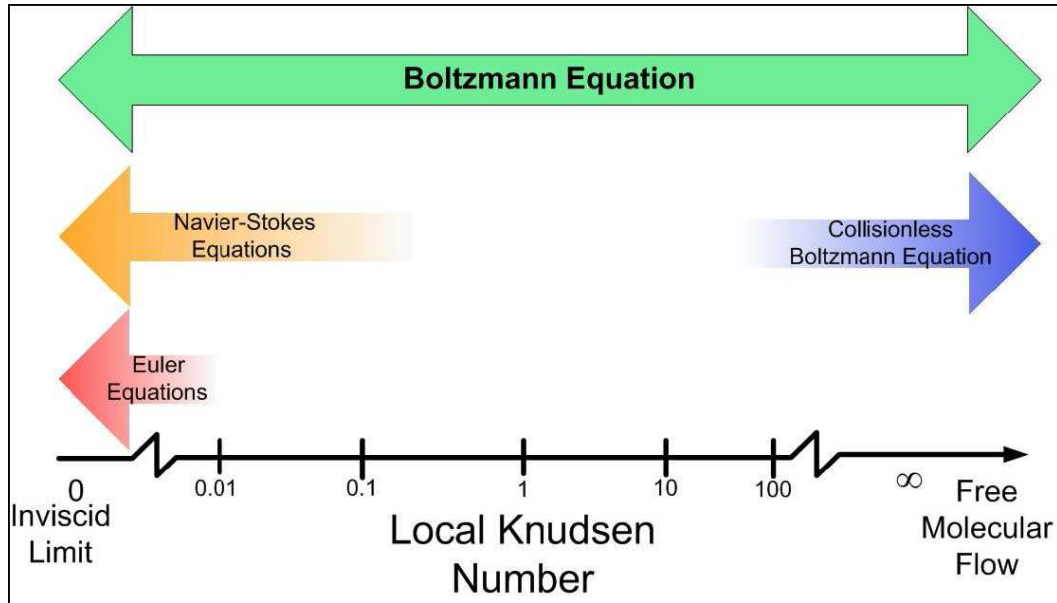 Boltzmann Equation
Navier-Stokes
Equations
Collisionless
Boltzmann Equation
Euler
Equations
0
0.01
0.1
1
10
100
∞
Inviscid
Limit
Local Knudsen
Number
Free
Molecular
Flow